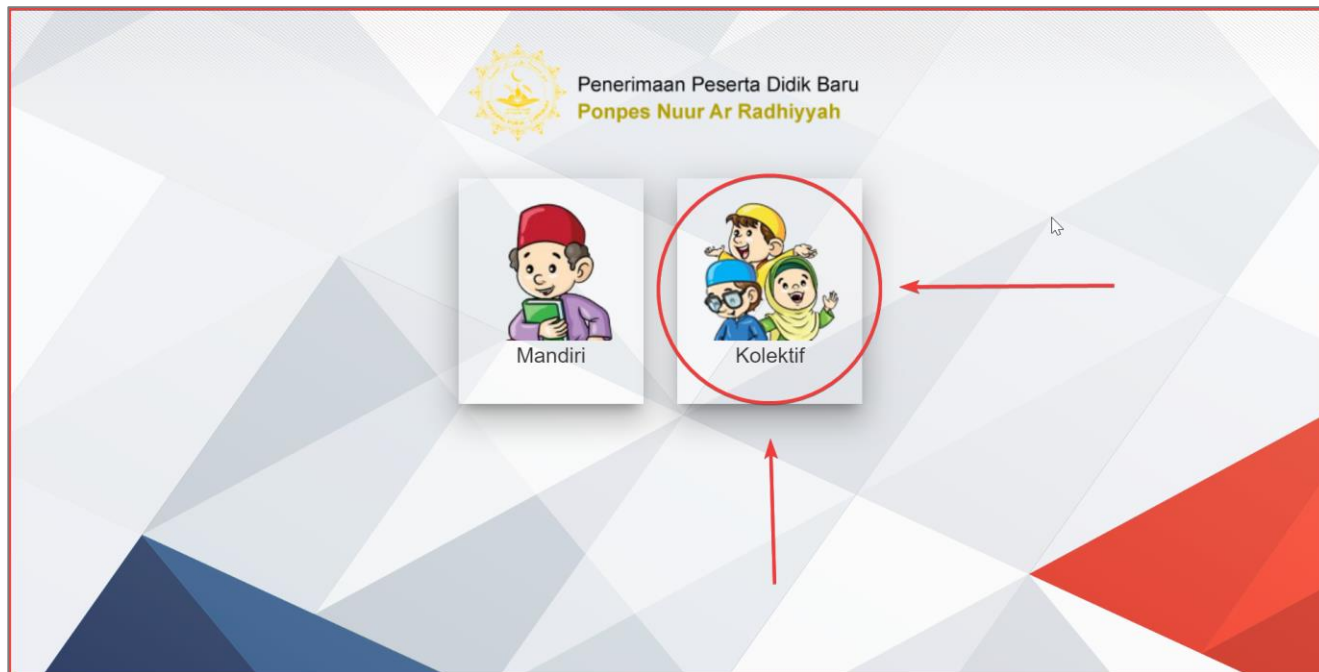 Penerimaan Peserta Didik Baru
Ponpes Nuur Ar Radhiyyah
Mandiri
Kolektif